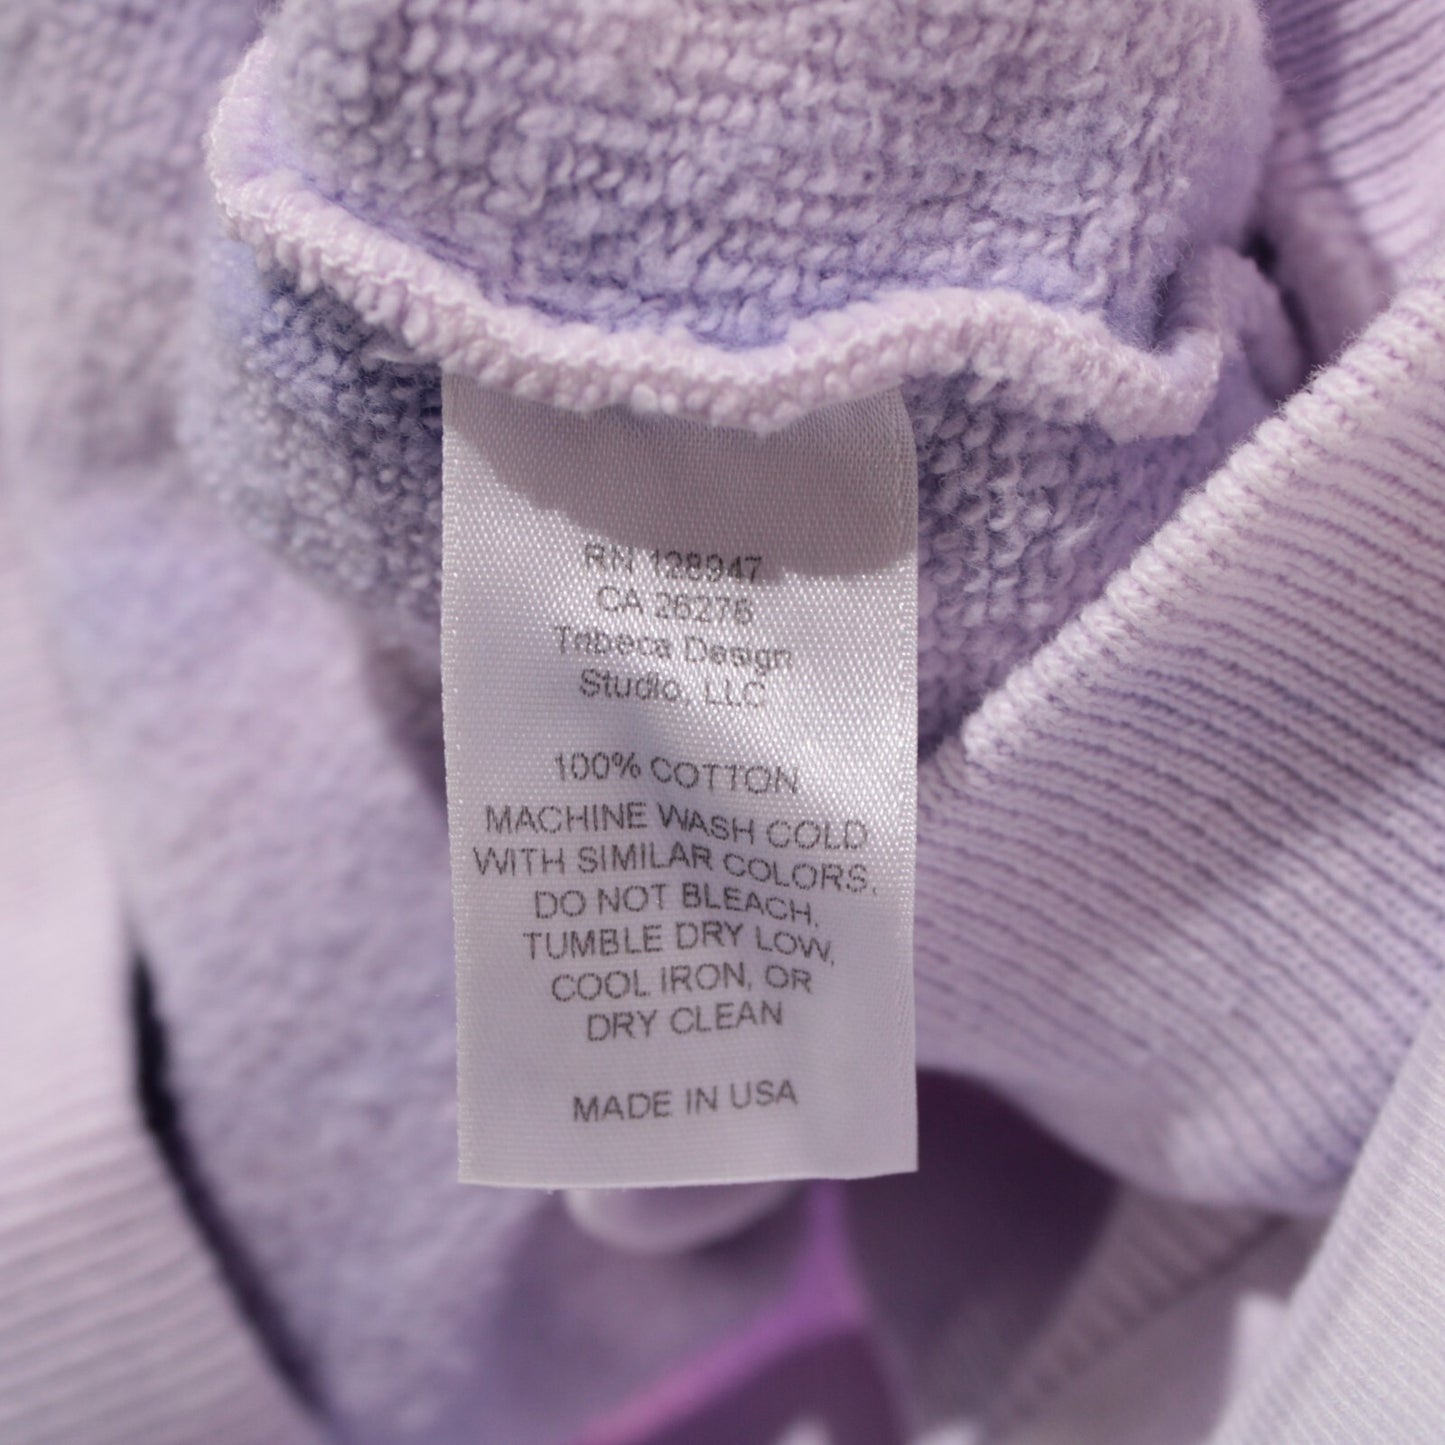 RN 128947
CA 26276
Tribeca Design
Studio, LLC
100% COTTON
MACHINE WASH COLD
WITH SIMILAR COLORS,
DO NOT BLEACH,
TUMBLE DRY LOW,
COOL IRON, OR
DRY CLEAN
MADE IN USA